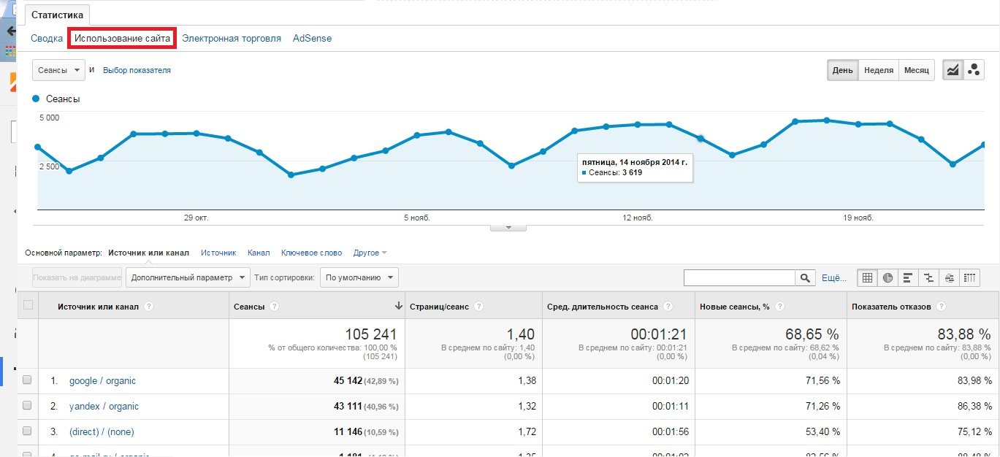 Статистика
Сводка Использование сайта Электронная торговля AdSense
Сеансы и Выбор показателя День Неделя Месяц
Сеансы
5 000
2 500
пятница, 14 ноября 2014 г.
Сеансы: 3 619
29 окт. 5 нояб. 12 нояб. 19 нояб.
Основной параметр: Источник или канал Источник Канал Ключевое слово Другое
Показать на диаграмме Дополнительный параметр Тип сортировки: По умолчанию Ещё...
Источник или канал ? Сеансы ? Страниц/сеанс ? Сред. длительность сеанса ? Новые сеансы, % ? Показатель отказов ?
105 241 1,40 00:01:21 68,65 % 83,88 %
% от общего количества: 100,00 % В среднем по сайту: 1,40 В среднем по сайту: 00:01:21 В среднем по сайту: 68,62 % В среднем по сайту: 83,88 %
(105 241) (0,00 %) (0,00 %) (0,04 %) (0,00 %)
1. google / organic 45 142 (42,89 %) 1,38 00:01:20 71,56 % 83,98 %
2. yandex / organic 43 111 (40,96 %) 1,32 00:01:11 71,26 % 86,38 %
3. (direct) / (none) 11 146 (10,59 %) 1,72 00:01:56 53,40 % 75,12 %